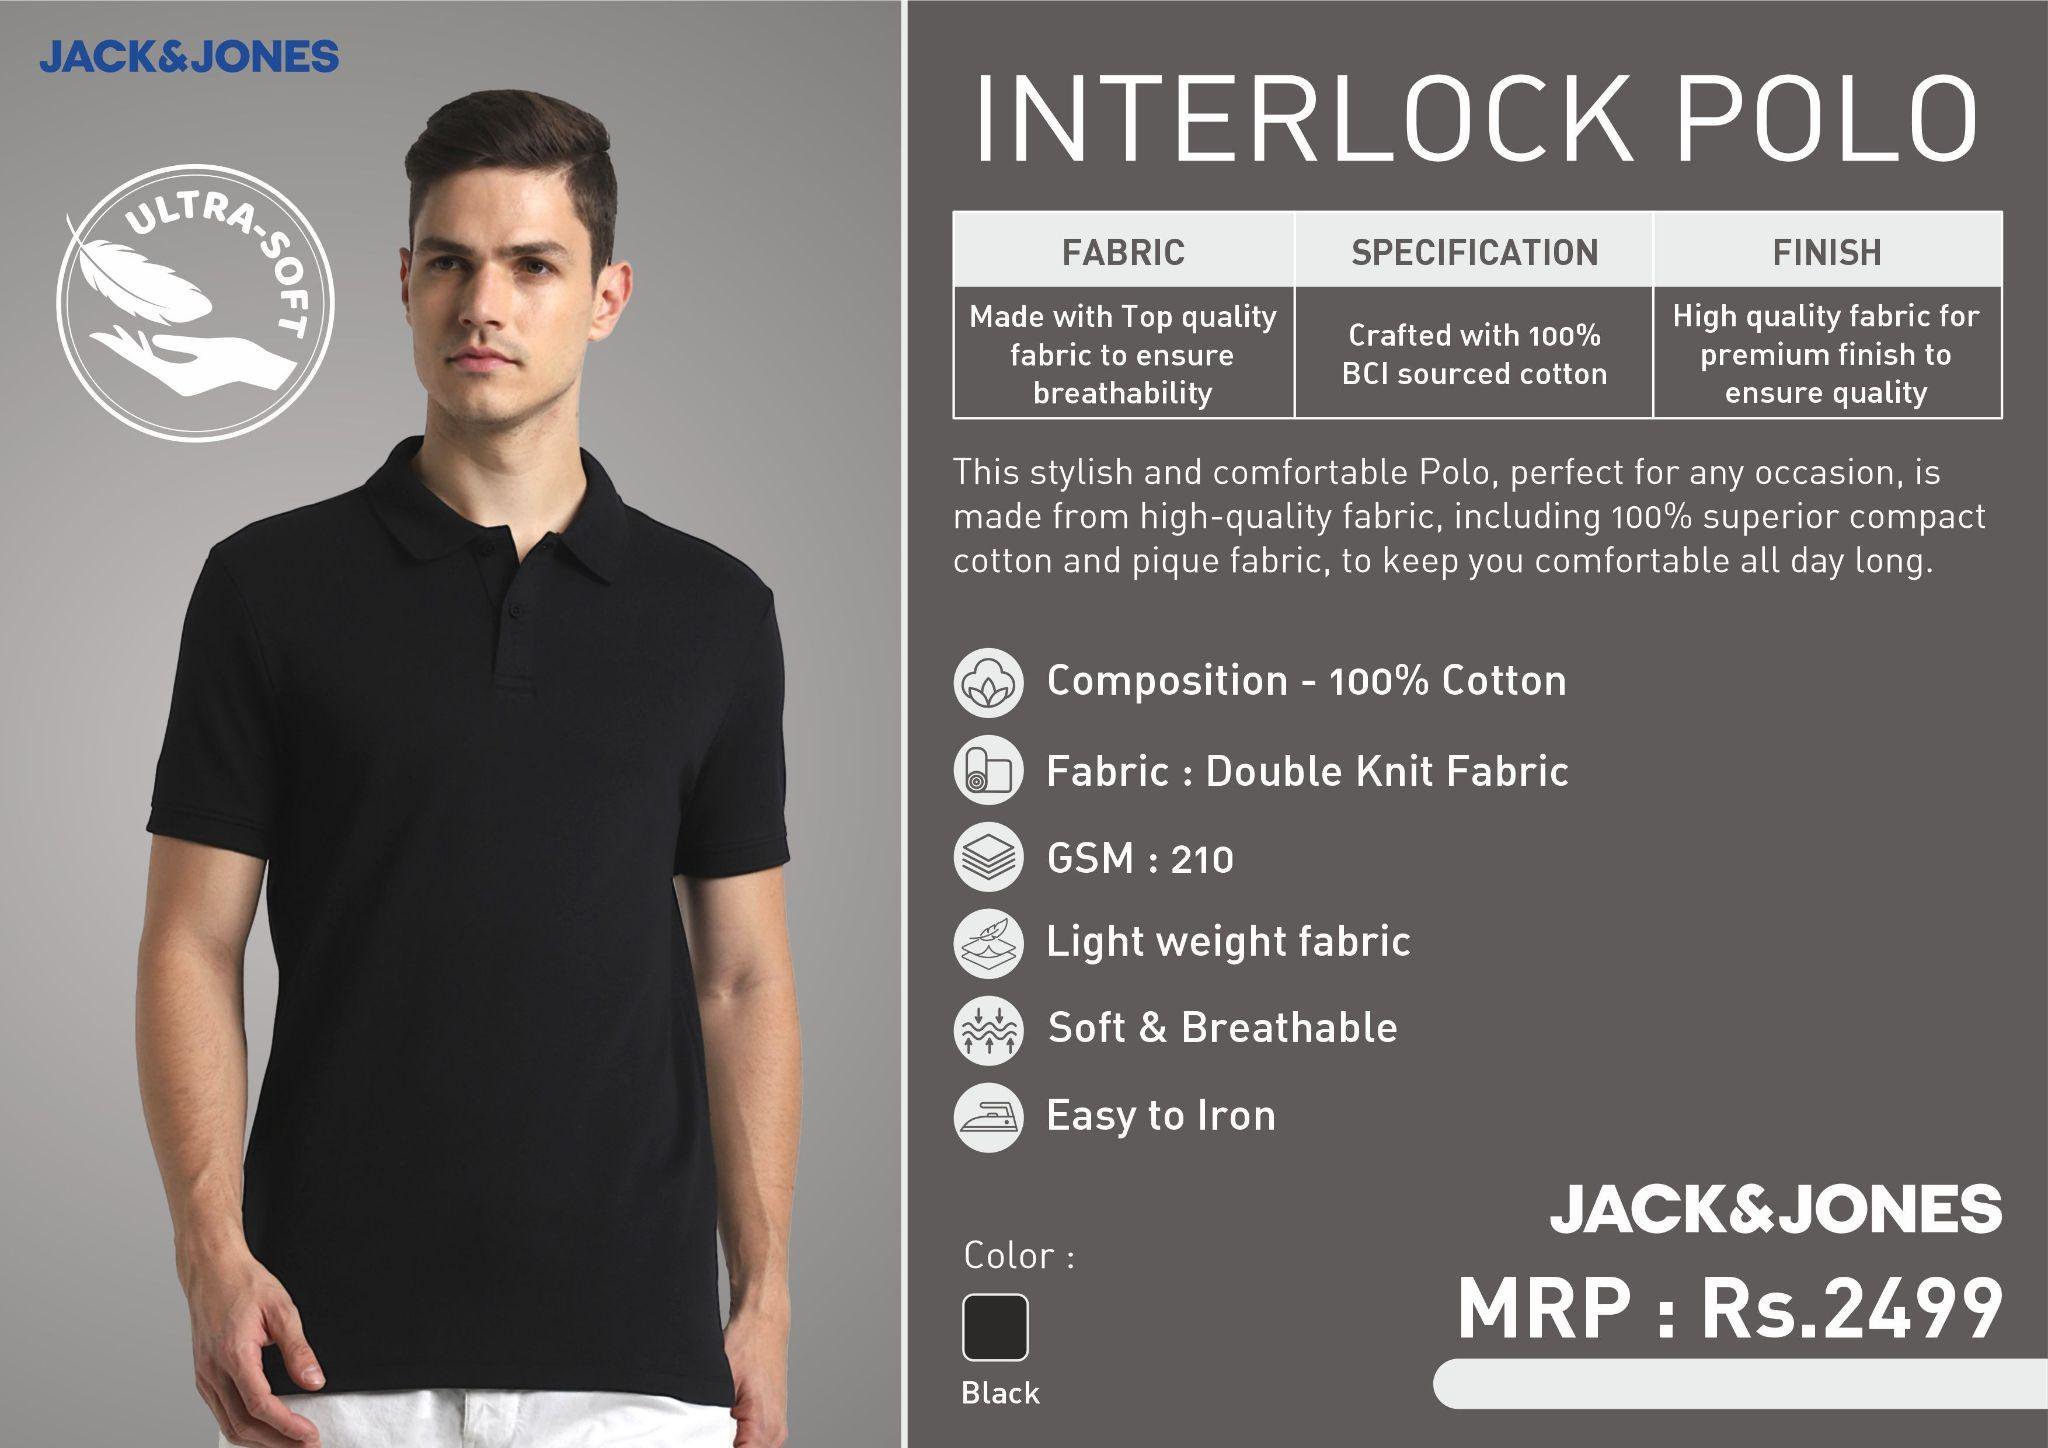 JACK&JONES
ULTRA-SOFT
INTERLOCK POLO
FABRIC
Made with Top quality
fabric to ensure
breathability
SPECIFICATION
Crafted with 100%
BCI sourced cotton
FINISH
High quality fabric for
premium finish to
ensure quality
This stylish and comfortable Polo, perfect for any occasion, is
made from high-quality fabric, including 100% superior compact
cotton and pique fabric, to keep you comfortable all day long.
Composition - 100% Cotton
Fabric : Double Knit Fabric
GSM : 210
Light weight fabric
Soft & Breathable
Easy to Iron
Color :
Black
JACK&JONES
MRP : Rs.2499